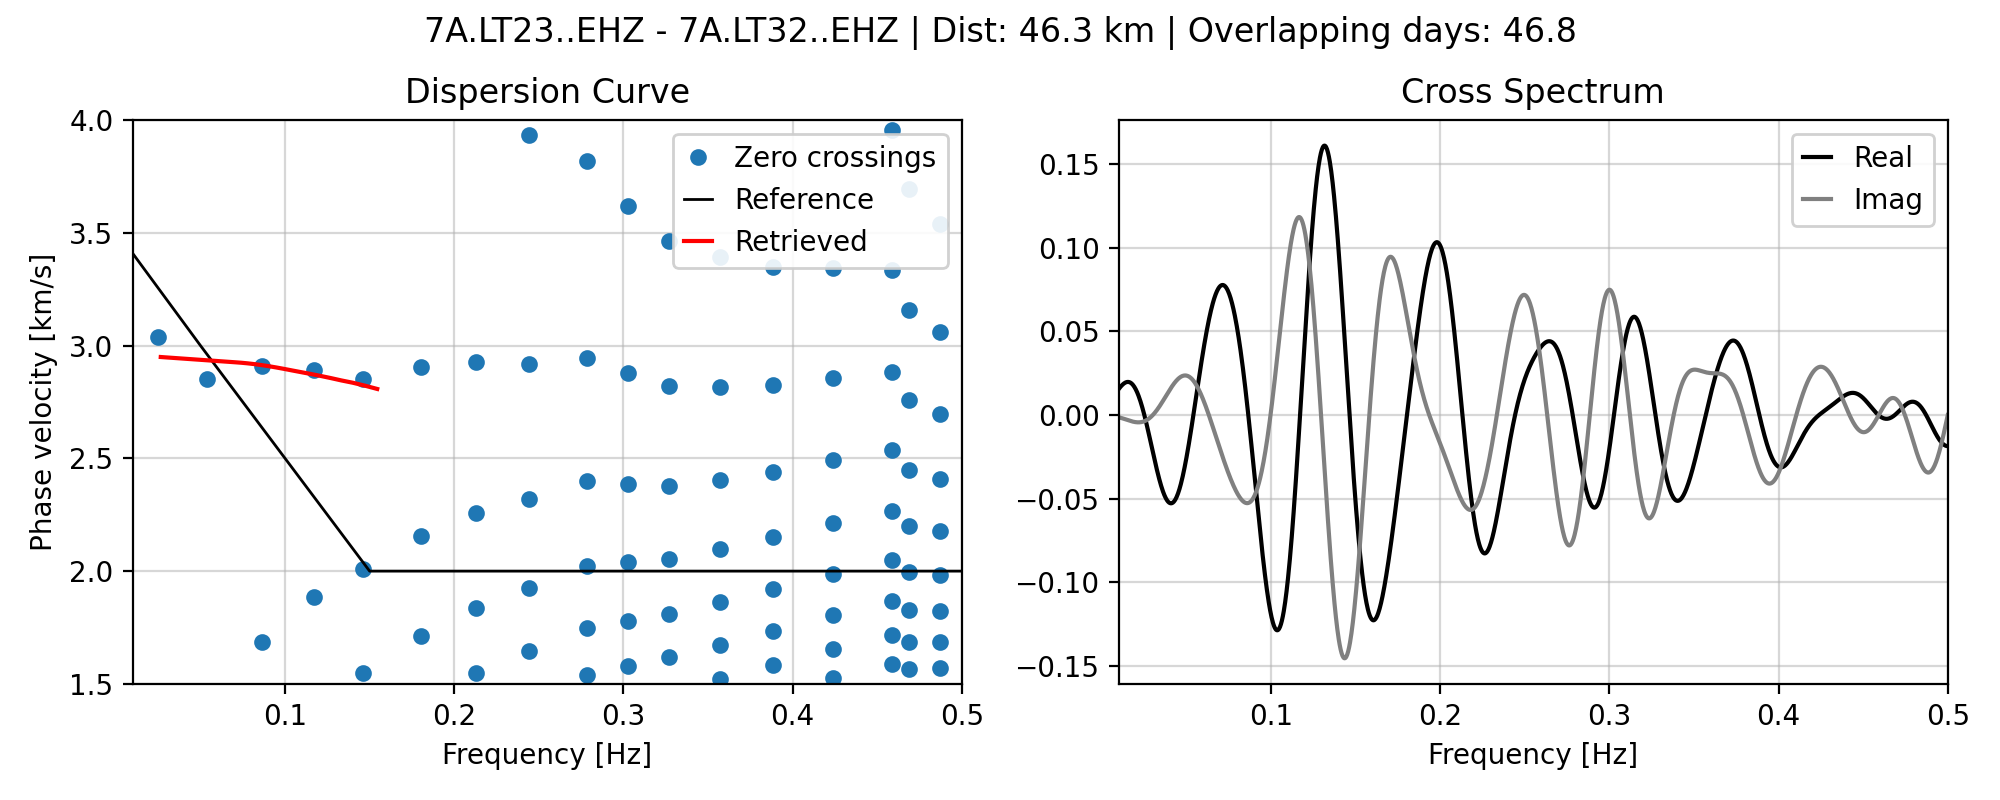 7A.LT23..EHZ - 7A.LT32..EHZ | Dist: 46.3 km | Overlapping days: 46.8
Dispersion Curve
4.0
3.5
3.0
2.5
2.0
1.5
Phase velocity [km/s]
Zero crossings
Reference
Retrieved
0.1
0.2
0.3
0.4
0.5
Frequency [Hz]
Cross Spectrum
0.15
0.10
0.05
0.00
−0.05
−0.10
−0.15
Real
Imag
0.1
0.2
0.3
0.4
0.5
Frequency [Hz]